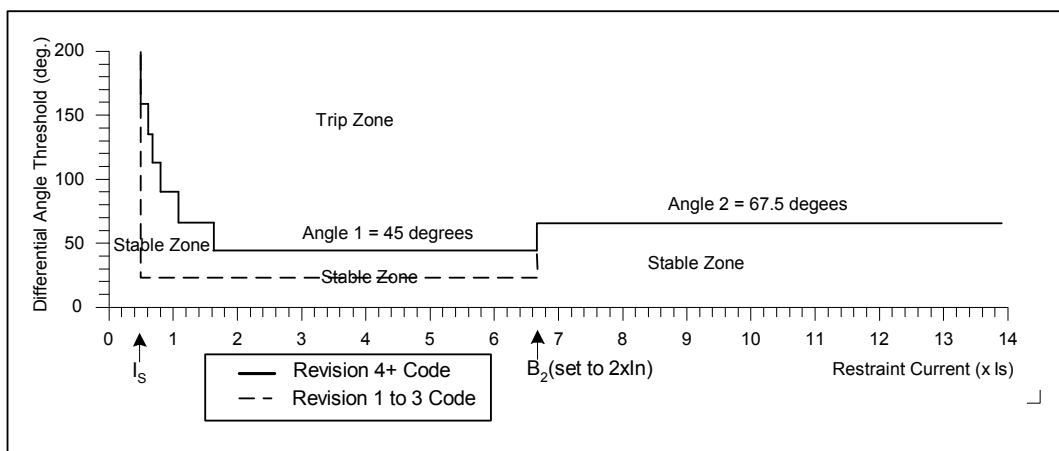 Differential Angle Threshold (deg.)
200
150
100
50
0
Trip Zone
Angle 2 = 67.5 degees
Angle 1 = 45 degrees
Stable Zone
Stable Zone
Stable Zone
0 1 2 3 4 5 6 7 8 9 10 11 12 13 14
IS
B2(set to 2xIn)
Restraint Current (x Is)
Revision 4+ Code
Revision 1 to 3 Code